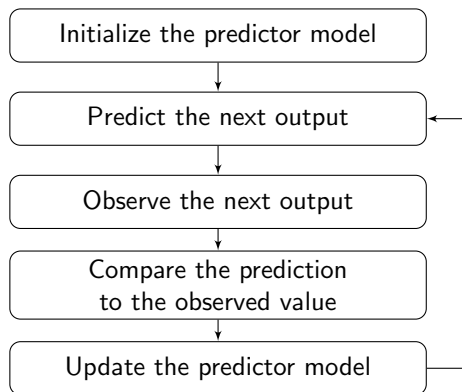 Initialize the predictor model
Predict the next output
Observe the next output
Compare the prediction
to the observed value
Update the predictor model